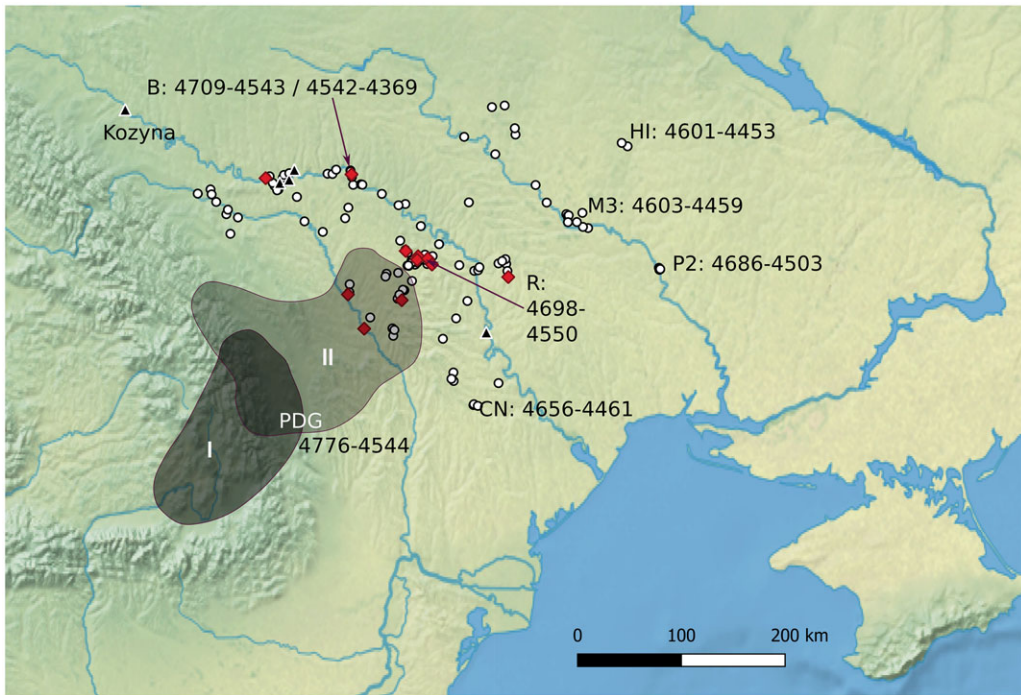 B: 4709-4543 / 4542-4369
Kozyna
HI: 4601-4453
M3: 4603-4459
P2: 4686-4503
R:
4698-
4550
II
CN: 4656-4461
PDG
4776-4544
I
0 100 200 km